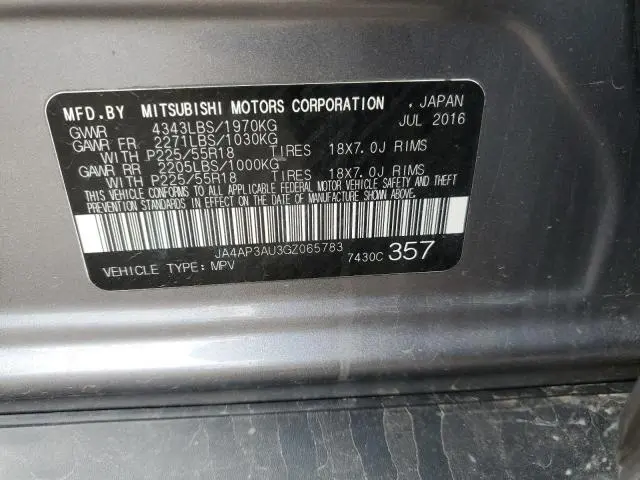 MFD.BY MITSUBISHI MOTORS CORPORATION . JAPAN
GVWR 4343LBS/1970KG JUL 2016
GAWR FR 2271LBS/1030KG
WITH P225/55R18 TIRES 18X7.0J RIMS
GAWR RR 2205LBS/1000KG
WITH P225/55R18 TIRES 18X7.0J RIMS
THIS VEHICLE CONFORMS TO ALL APPLICABLE FEDERAL MOTOR VEHICLE SAFETY AND THEFT
PREVENTION STANDARDS IN EFFECT ON THE DATE OF MANUFACTURE SHOWN ABOVE.
JA4AP3AU3GZ065783
VEHICLE TYPE: MPV 7430C 357